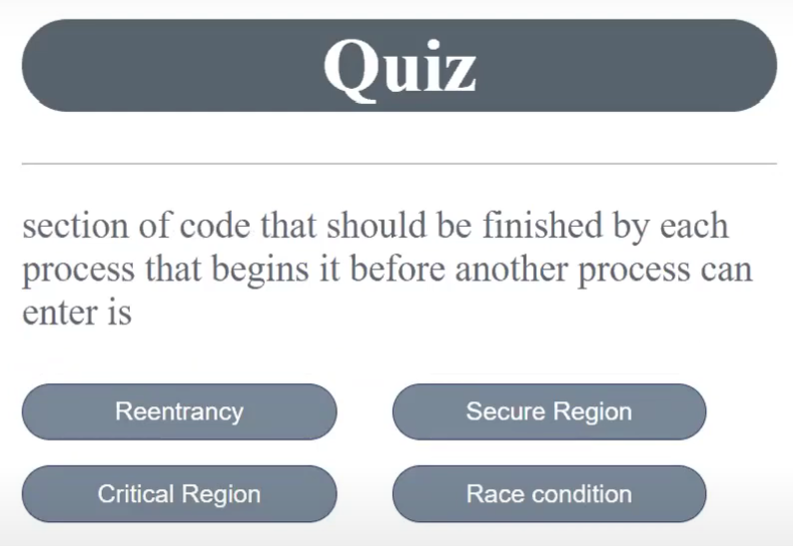 Quiz
section of code that should be finished by each
process that begins it before another process can
enter is
Reentrancy
Secure Region
Critical Region
Race condition